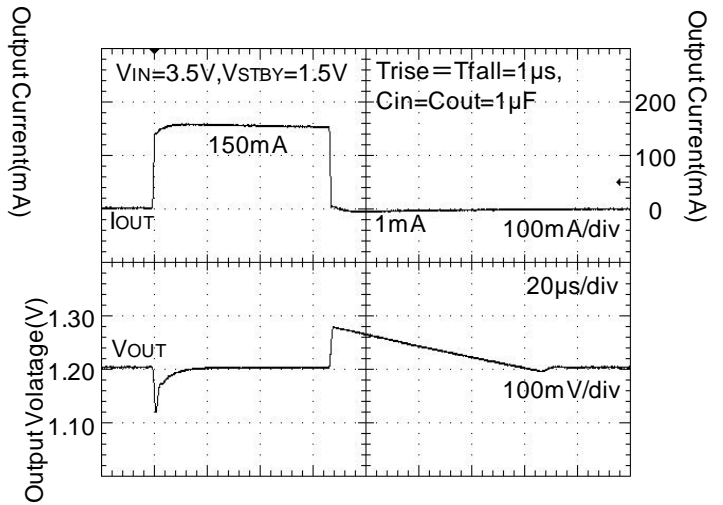 Output Current(mA)
VIN=3.5V,VSTBY=1.5V
Trise=Tfall=1µs,
Cin=Cout=1µF
200
150mA
100
Output Current(mA)
IOUT
1mA
0
100mA/div
20µs/div
Output Volatage(V)
1.30
VOUT
1.20
100mV/div
1.10